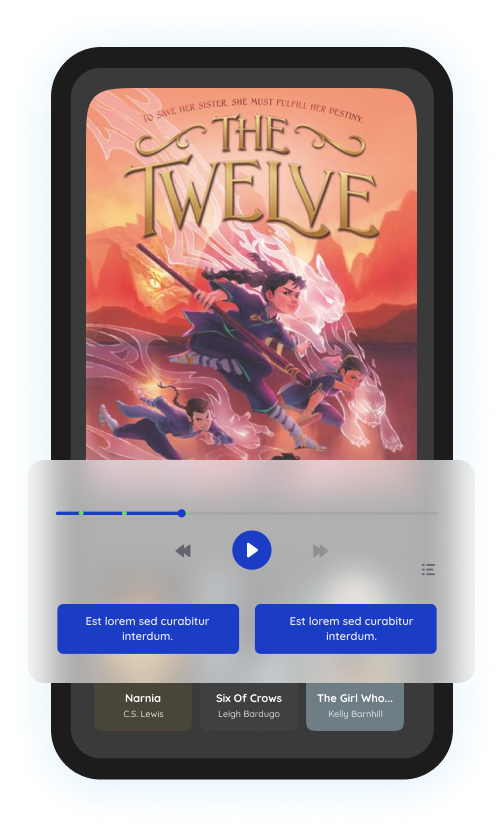 TO SAVE HER SISTER, SHE MUST FULFILL HER DESTINY.
THE
TWELVE
Est lorem sed curabitur
interdum.
Est lorem sed curabitur
interdum.
Narnia
C.S. Lewis
Six Of Crows
Leigh Bardugo
The Girl Who...
Kelly Barnhill